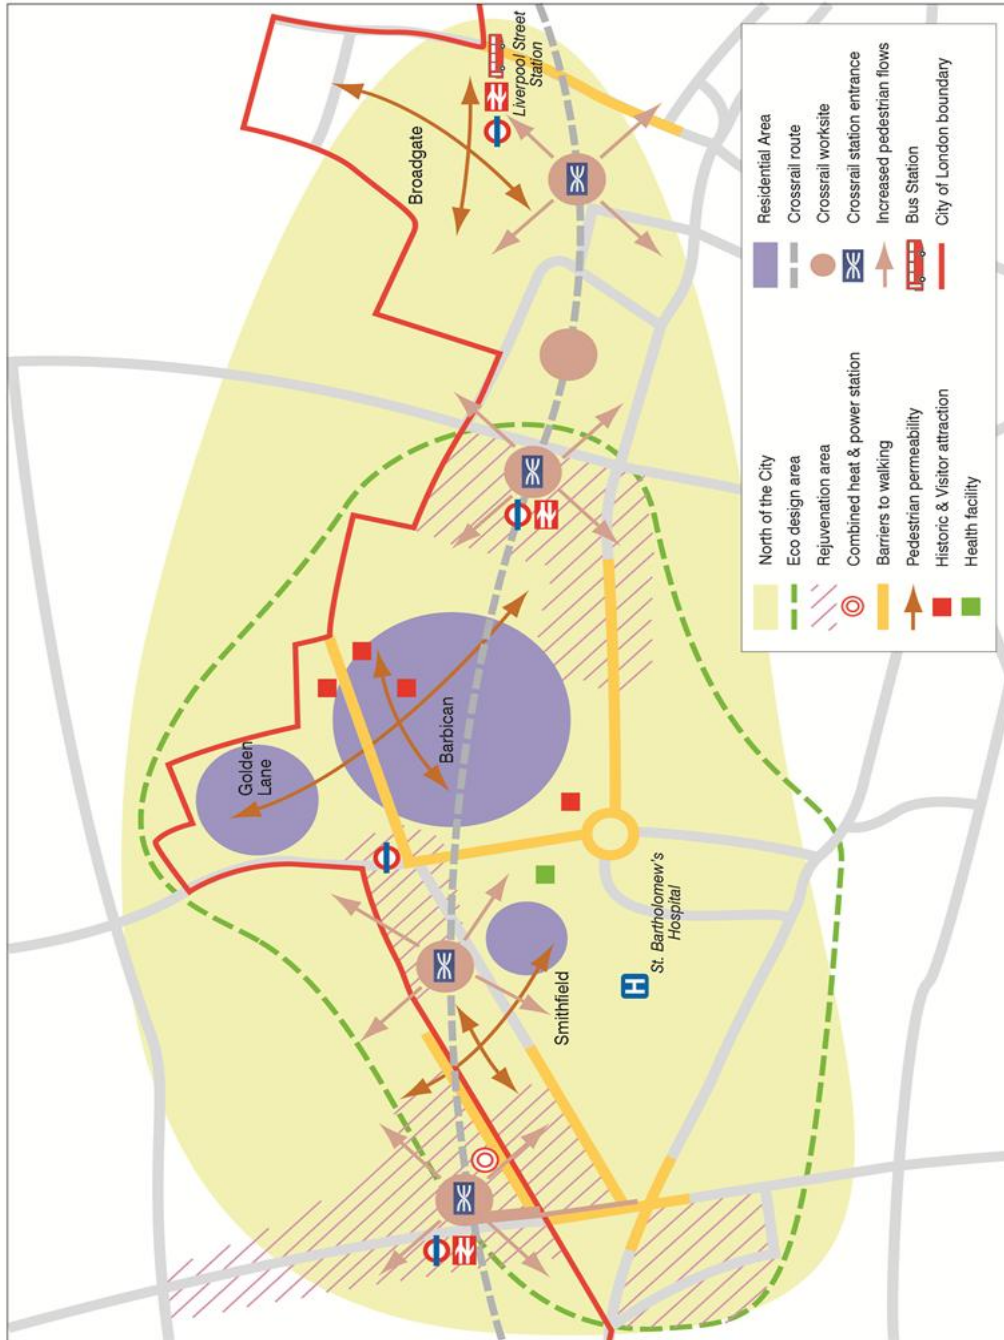 Broadgate
Liverpool Street
Station
Golden
Lane
Barbican
Smithfield
St. Bartholomew's
Hospital
H
North of the City
Eco design area
Rejuvenation area
Combined heat & power station
Barriers to walking
Pedestrian permeability
Historic & Visitor attraction
Health facility
Residential Area
Crossrail route
Crossrail worksite
Crossrail station entrance
Increased pedestrian flows
Bus Station
City of London boundary